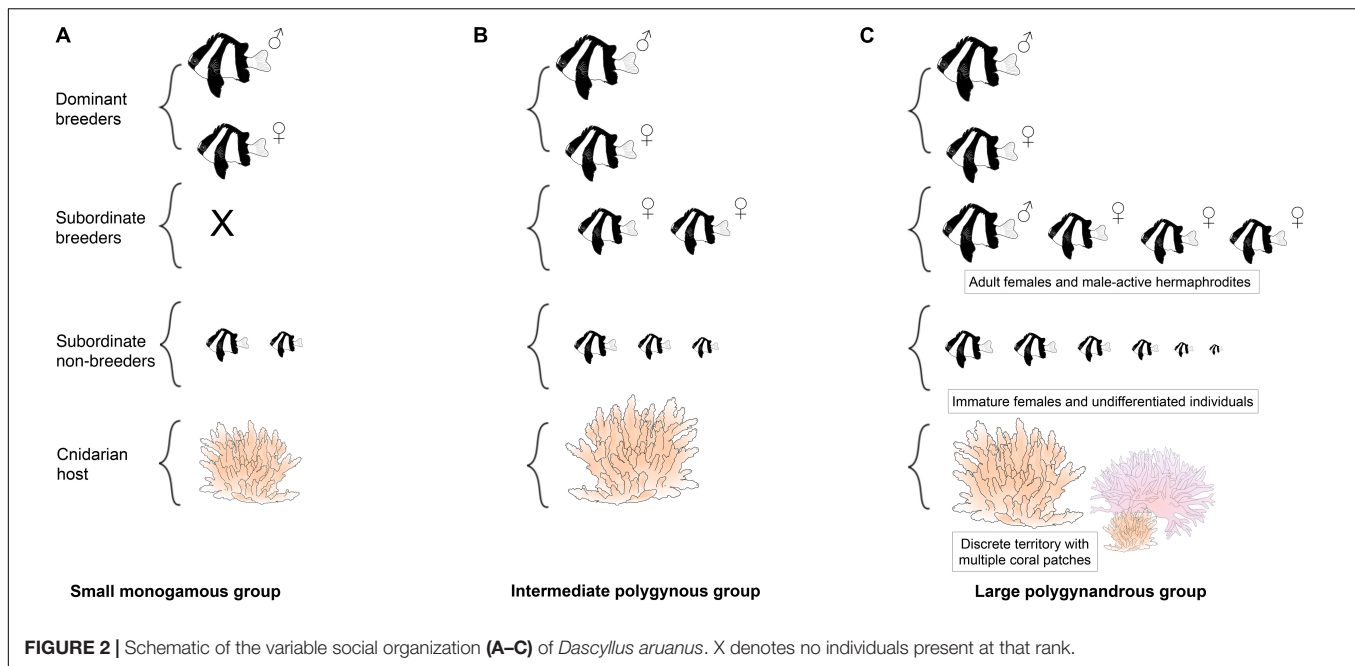 A
B
C
♂
♂
♂
Dominant
breeders
♀
♀
♀
Subordinate
breeders
X
♀
♀
♂
♀
♀
♀
Adult females and male-active hermaphrodites
Subordinate
non-breeders
Immature females and undifferentiated individuals
Cnidarian
host
Discrete territory with
multiple coral patches
Small monogamous group
Intermediate polygynous group
Large polygynandrous group
FIGURE 2 | Schematic of the variable social organization (A–C) of Dascyllus aruanus. X denotes no individuals present at that rank.